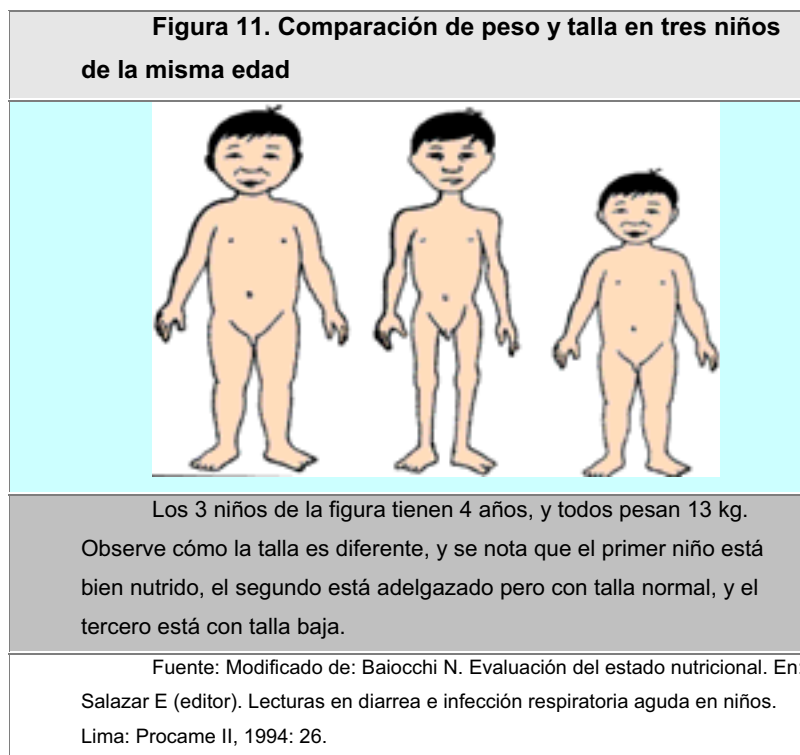 Figura 11. Comparación de peso y talla en tres niños
de la misma edad
Los 3 niños de la figura tienen 4 años, y todos pesan 13 kg.
Observe cómo la talla es diferente, y se nota que el primer niño está
bien nutrido, el segundo está adelgazado pero con talla normal, y el
tercero está con talla baja.
Fuente: Modificado de: Baiocchi N. Evaluación del estado nutricional. En:
Salazar E (editor). Lecturas en diarrea e infección respiratoria aguda en niños.
Lima: Procame II, 1994: 26.